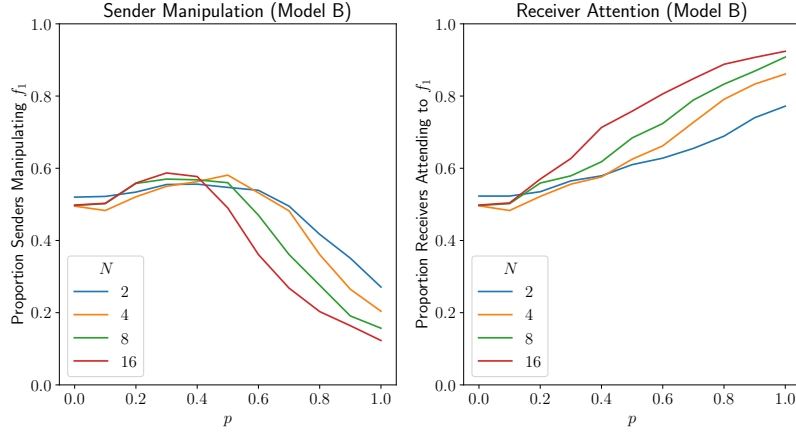 Sender Manipulation (Model B)
Proportion Senders Manipulating f₁
1.0
0.8
0.6
0.4
0.2
0.0
N
2
4
8
16
0.0 0.2 0.4 0.6 0.8 1.0
p
Receiver Attention (Model B)
Proportion Receivers Attending to f₁
1.0
0.8
0.6
0.4
0.2
0.0
N
2
4
8
16
0.0 0.2 0.4 0.6 0.8 1.0
p